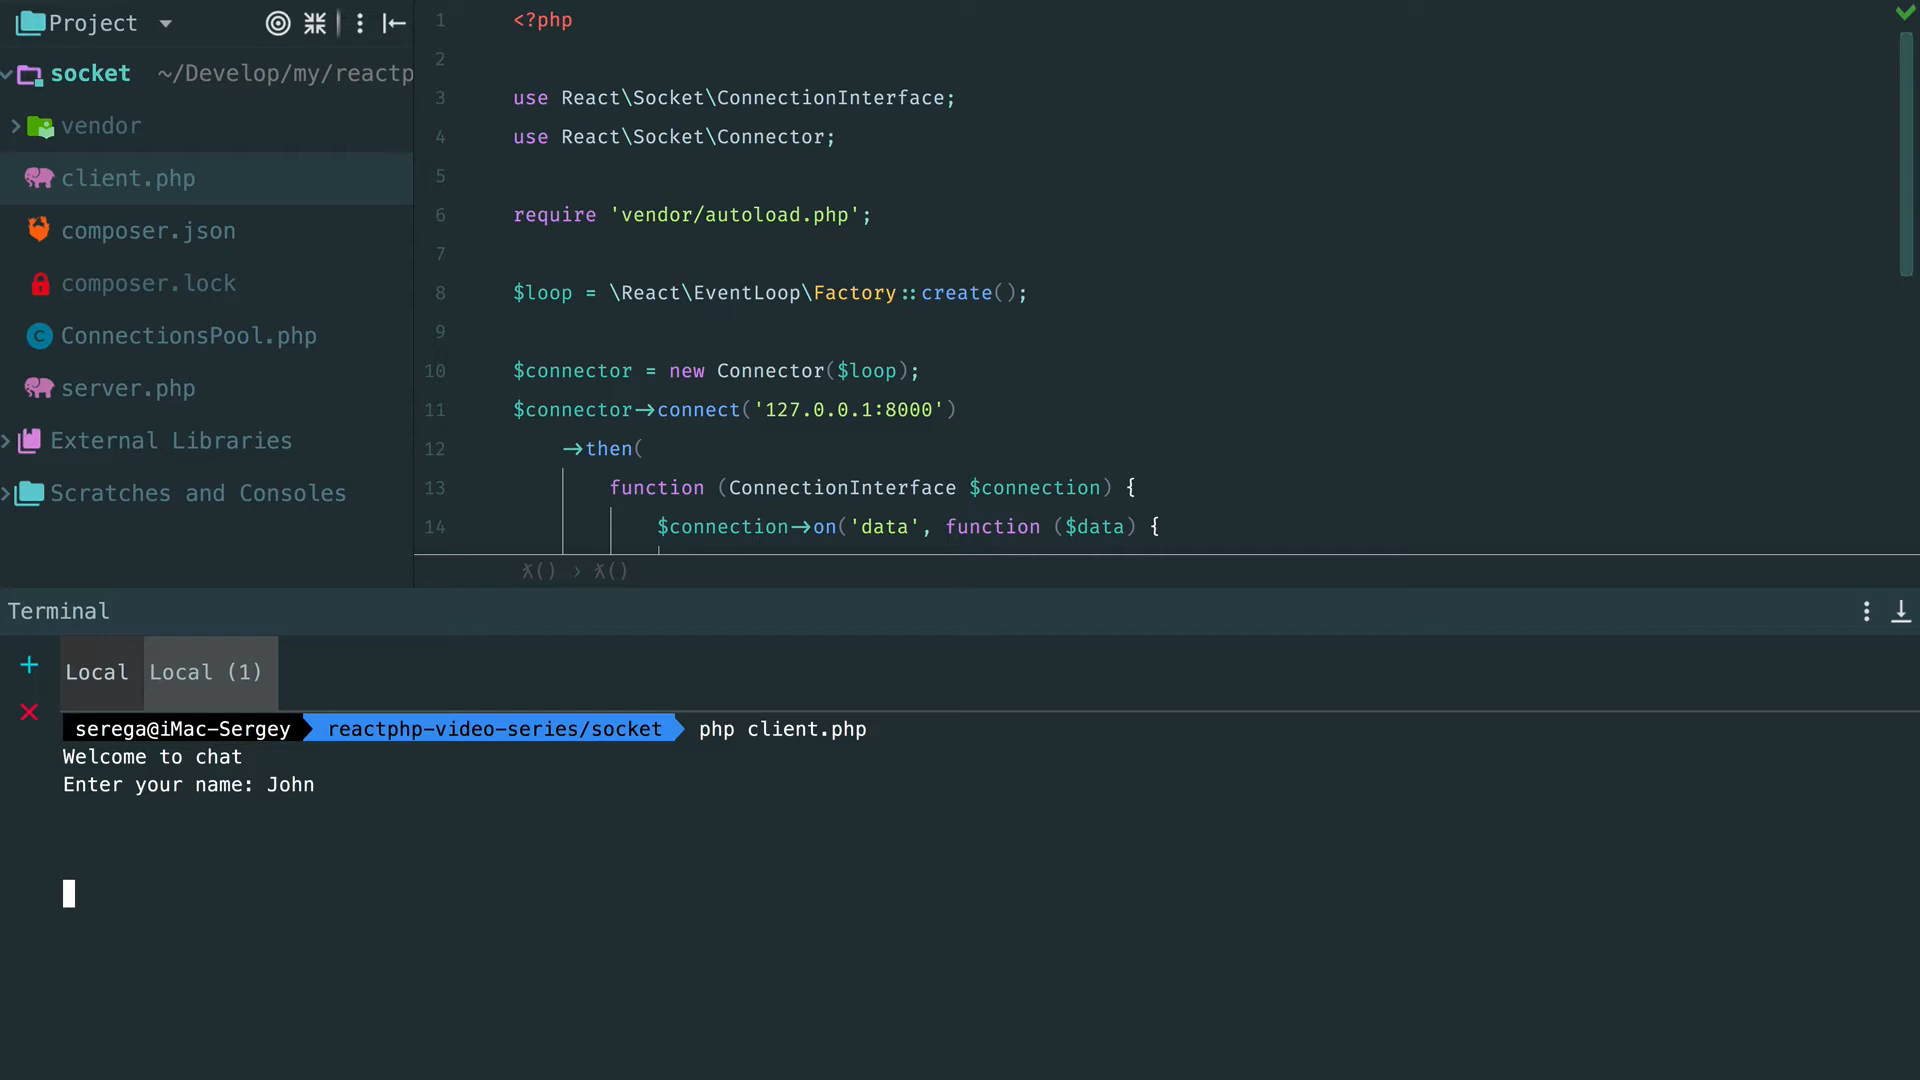 Project
socket ~/Develop/my/reactp
vendor
client.php
composer.json
composer.lock
ConnectionsPool.php
server.php
External Libraries
Scratches and Consoles
1 <?php
2
3 use React\Socket\ConnectionInterface;
4 use React\Socket\Connector;
5
6 require 'vendor/autoload.php';
7
8 $loop = \React\EventLoop\Factory::create();
9
10 $connector = new Connector($loop);
11 $connector->connect('127.0.0.1:8000')
12 ->then(
13 function (ConnectionInterface $connection) {
14 $connection->on('data', function ($data) {
λ() › λ()
Terminal
Local Local (1)
serega@iMac-Sergey reactphp-video-series/socket php client.php
Welcome to chat
Enter your name: John